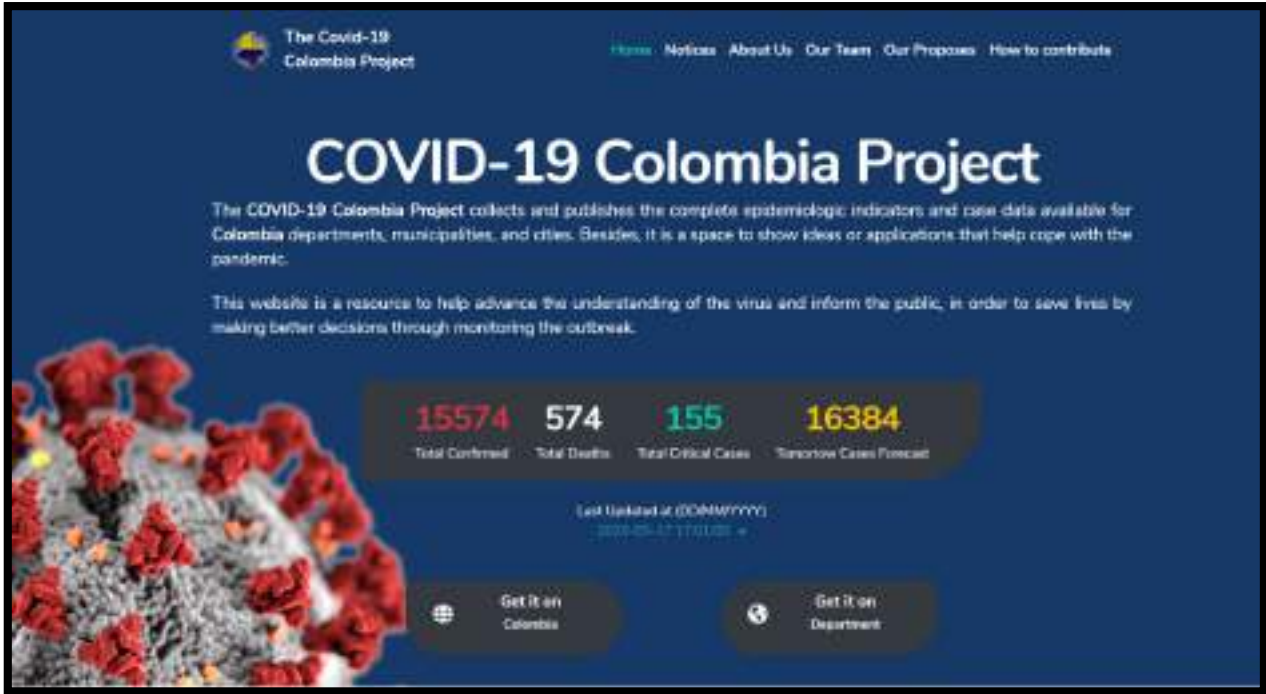 The Covid-19
Colombia Project
Home Notices About Us Our Team Our Proposes How to contribute
COVID-19 Colombia Project
The COVID-19 Colombia Project collects and publishes the complete epidemiologic indicators and case data available for
Colombia departments, municipalities, and cities. Besides, it is a space to show ideas or applications that help cope with the
pandemic.
This website is a resource to help advance the understanding of the virus and inform the public, in order to save lives by
making better decisions through monitoring the outbreak.
15574 574 155 16384
Total Confirmed Total Deaths Total Critical Cases Tomorrow Cases Forecast
Last Updated at (DD/MM/YYYY)
Get it on Get it on
Colombia Department